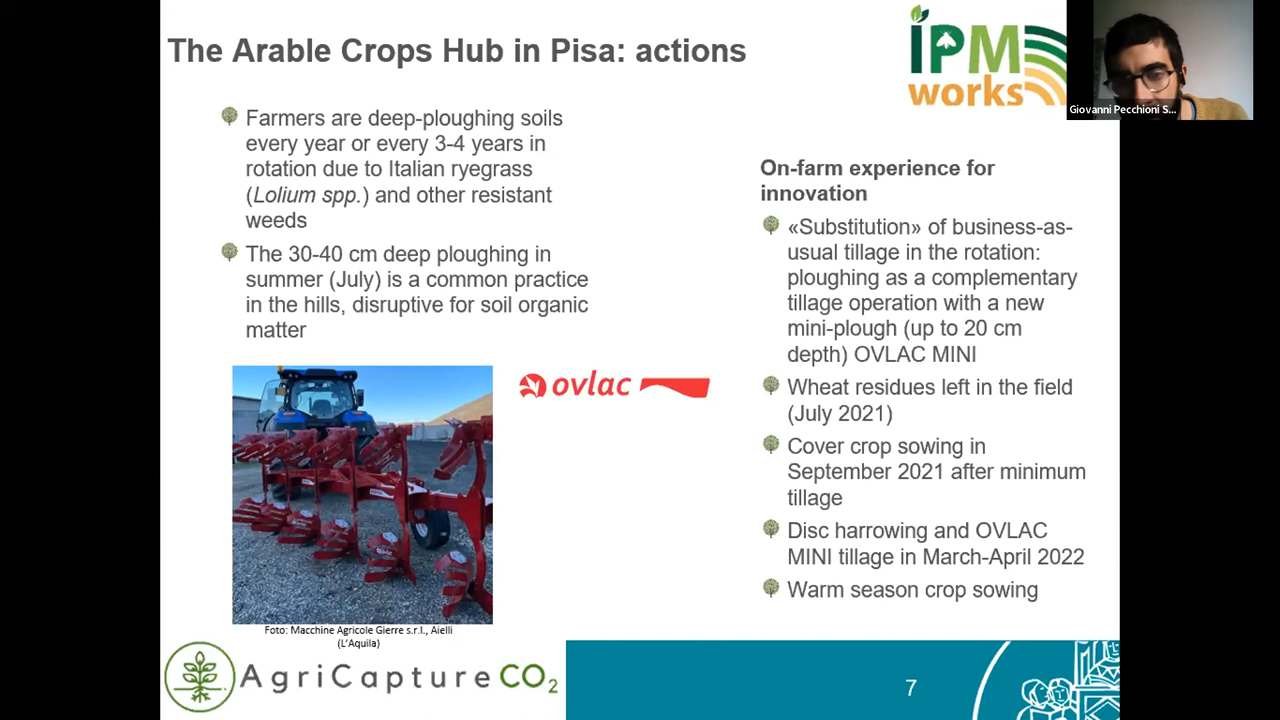 The Arable Crops Hub in Pisa: actions
IPM
works
Giovanni Pecchioni S...
Farmers are deep-ploughing soils
every year or every 3-4 years in
rotation due to Italian ryegrass
(Lolium spp.) and other resistant
weeds
The 30-40 cm deep ploughing in
summer (July) is a common practice
in the hills, disruptive for soil organic
matter
ovlac
Foto: Macchine Agricole Gierre s.r.l., Aielli
(L'Aquila)
On-farm experience for
innovation
«Substitution» of business-as-
usual tillage in the rotation:
ploughing as a complementary
tillage operation with a new
mini-plough (up to 20 cm
depth) OVLAC MINI
Wheat residues left in the field
(July 2021)
Cover crop sowing in
September 2021 after minimum
tillage
Disc harrowing and OVLAC
MINI tillage in March-April 2022
Warm season crop sowing
AgriCaptureCO2
7